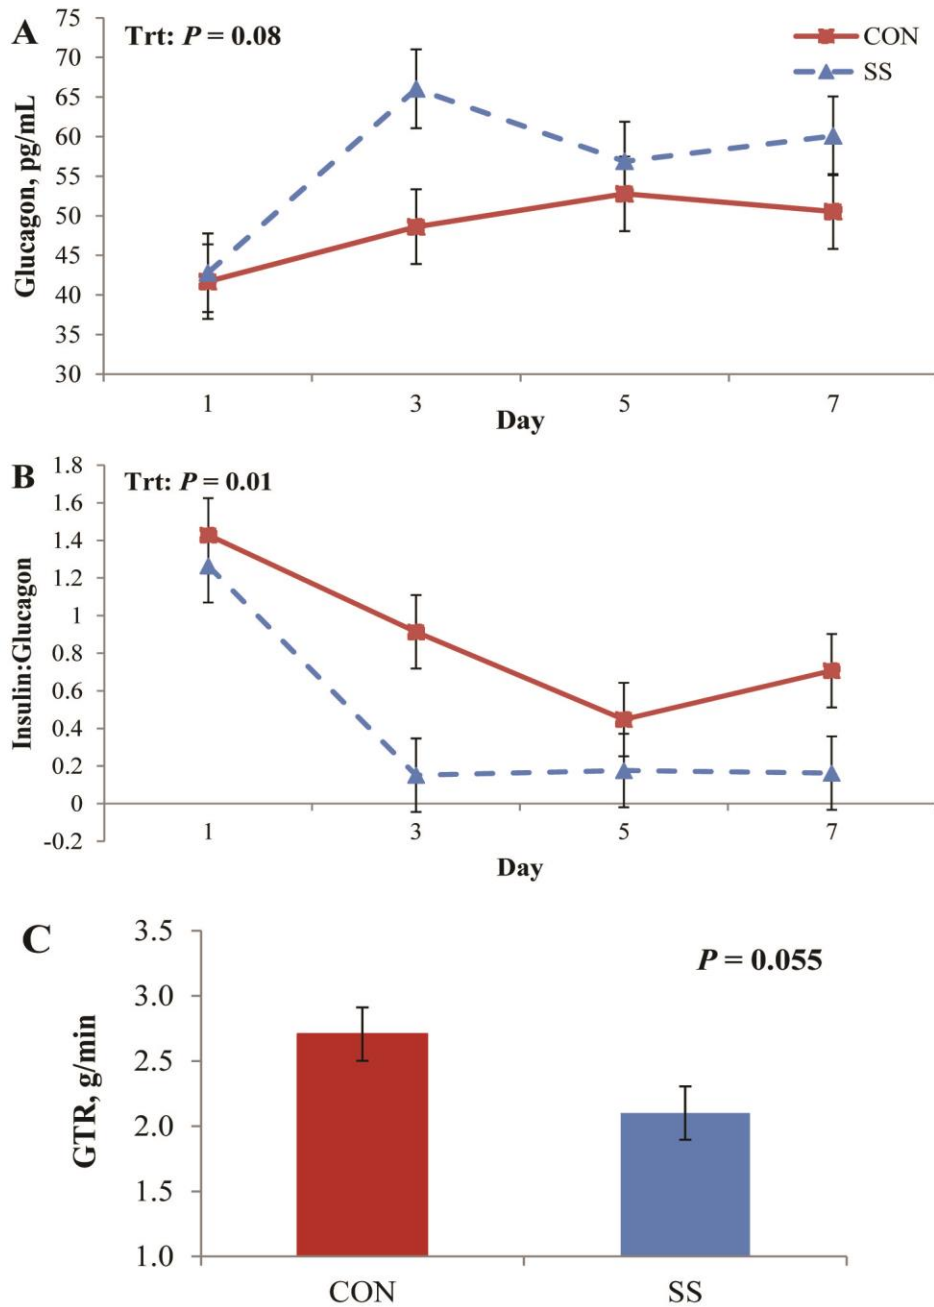 A
Trt: P = 0.08
CON
SS
Glucagon, pg/mL
75
70
65
60
55
50
45
40
35
30
1 3 5 7
Day
B
Trt: P = 0.01
Insulin:Glucagon
1.8
1.6
1.4
1.2
1
0.8
0.6
0.4
0.2
0
-0.2
1 3 5 7
Day
C
P = 0.055
GTR, g/min
3.5
3.0
2.5
2.0
1.5
1.0
CON SS